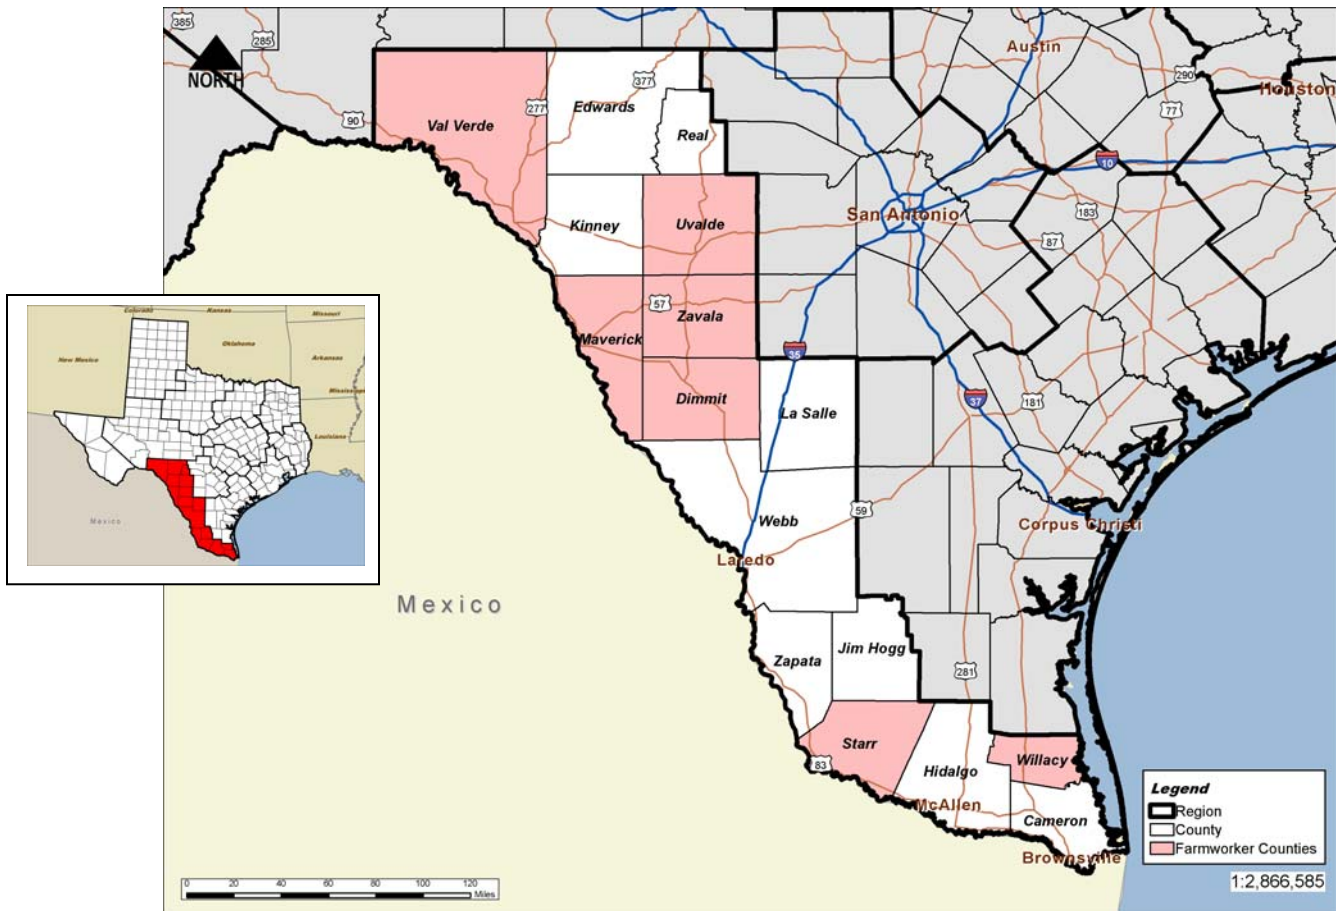 385
285
NORTH
90
277
377
Austin
290
Houston
77
Edwards
Val Verde
Real
10
183
San Antonio
87
Kinney
Uvalde
57
Zavala
Maverick
35
Dimmit
La Salle
37
181
Colorado
Kansas
Missouri
New Mexico
Oklahoma
Arkansas
Louisiana
Mexico
59
Webb
Corpus Christi
Laredo
Mexico
Zapata
Jim Hogg
281
Starr
83
Hidalgo
Willacy
McAllen
Cameron
Brownsville
Legend
Region
County
Farmworker Counties
1:2,866,585
0 20 40 60 80 100 120
Miles